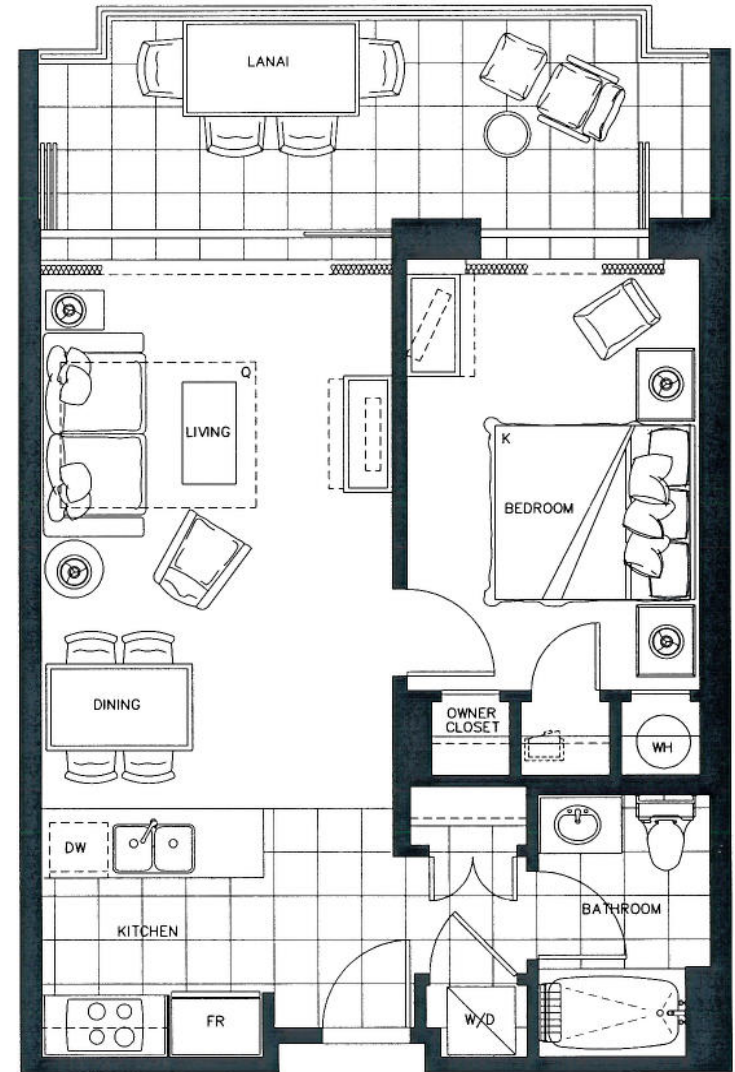 LANAI
Q
LIVING
K
BEDROOM
DINING
OWNER
CLOSET
WH
DW
KITCHEN
BATHROOM
FR
W/D